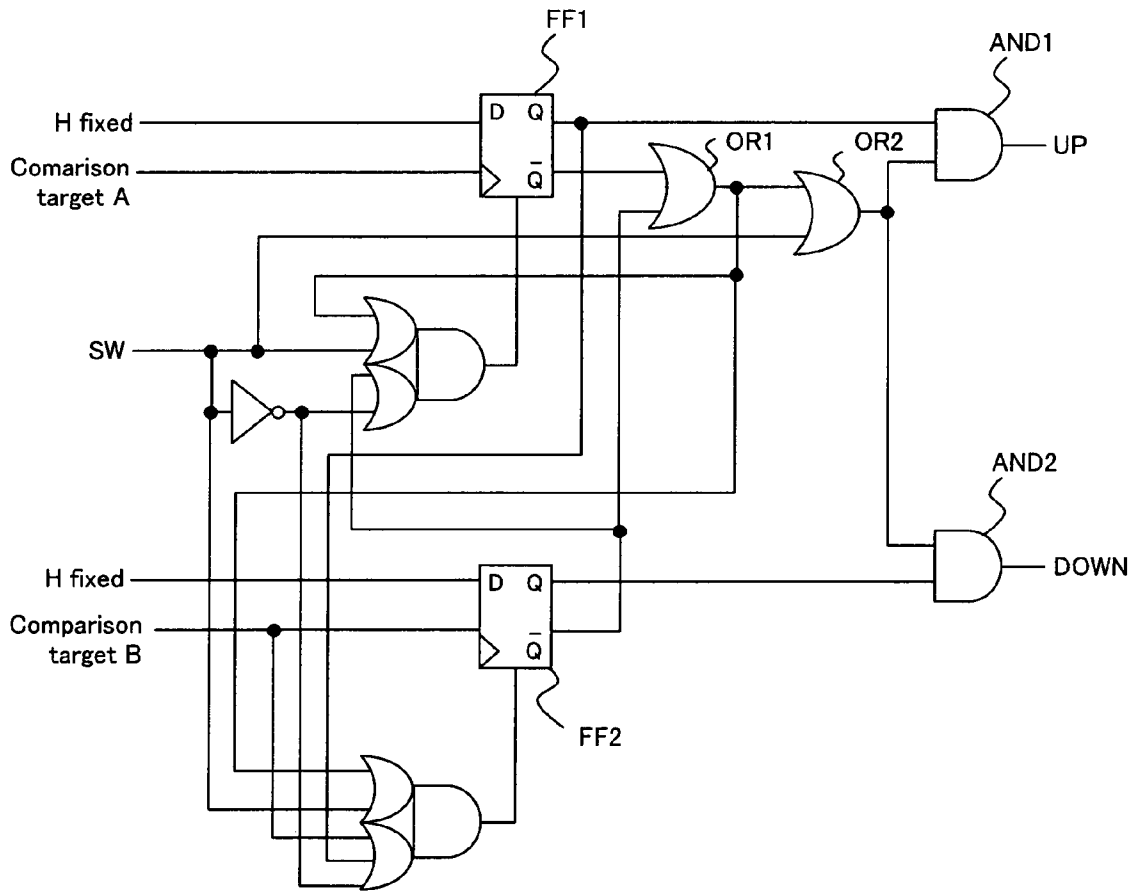 FF1
AND1
H fixed
D Q
OR1
OR2
UP
Comarison
target A
Q̅
SW
AND2
H fixed
D Q
DOWN
Comparison
target B
Q̅
FF2